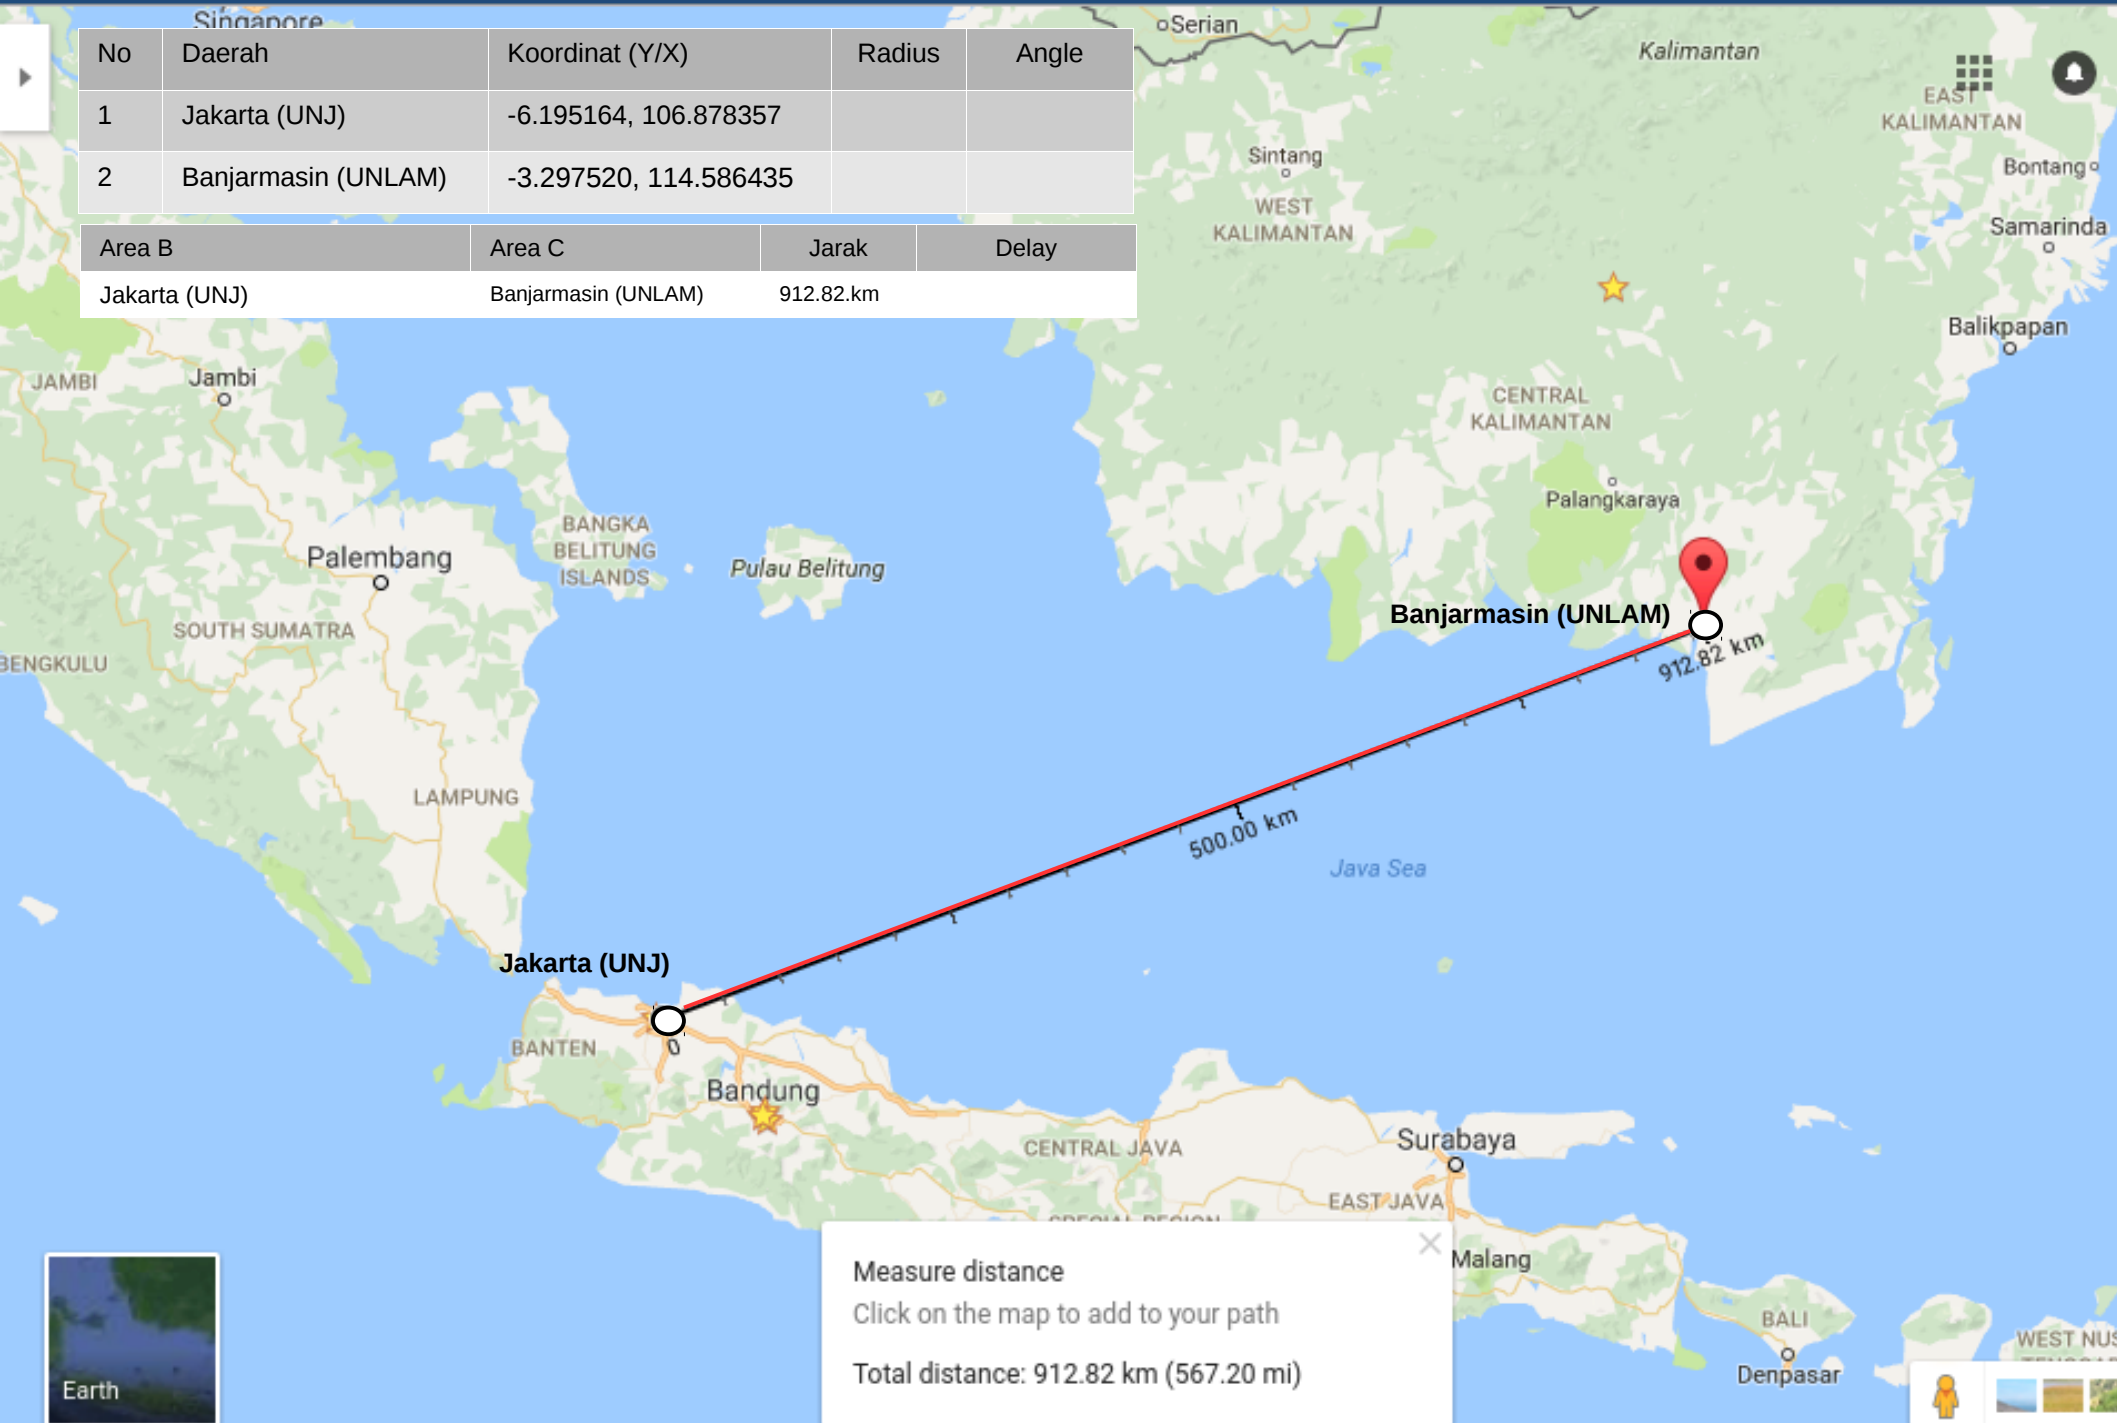 Singapore
Serian
Kalimantan
No Daerah Koordinat (Y/X) Radius Angle
1 Jakarta (UNJ) -6.195164, 106.878357
2 Banjarmasin (UNLAM) -3.297520, 114.586435
Area B Area C Jarak Delay
Jakarta (UNJ) Banjarmasin (UNLAM) 912.82.km
EAST
KALIMANTAN
Sintang
Bontang
WEST
KALIMANTAN
Samarinda
Balikpapan
JAMBI
Jambi
CENTRAL
KALIMANTAN
Palangkaraya
BANGKA
BELITUNG
ISLANDS
Palembang
Pulau Belitung
Banjarmasin (UNLAM)
SOUTH SUMATRA
BENGKULU
912.82 km
LAMPUNG
500.00 km
Java Sea
Jakarta (UNJ)
0
BANTEN
Bandung
CENTRAL JAVA
Surabaya
EAST JAVA
SPECIAL REGION
Malang
Measure distance
Click on the map to add to your path
Total distance: 912.82 km (567.20 mi)
BALI
Denpasar
WEST NUS
Earth